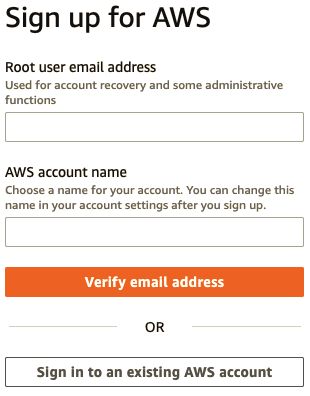 Sign up for AWS
Root user email address
Used for account recovery and some administrative
functions
AWS account name
Choose a name for your account. You can change this
name in your account settings after you sign up.
Verify email address
OR
Sign in to an existing AWS account